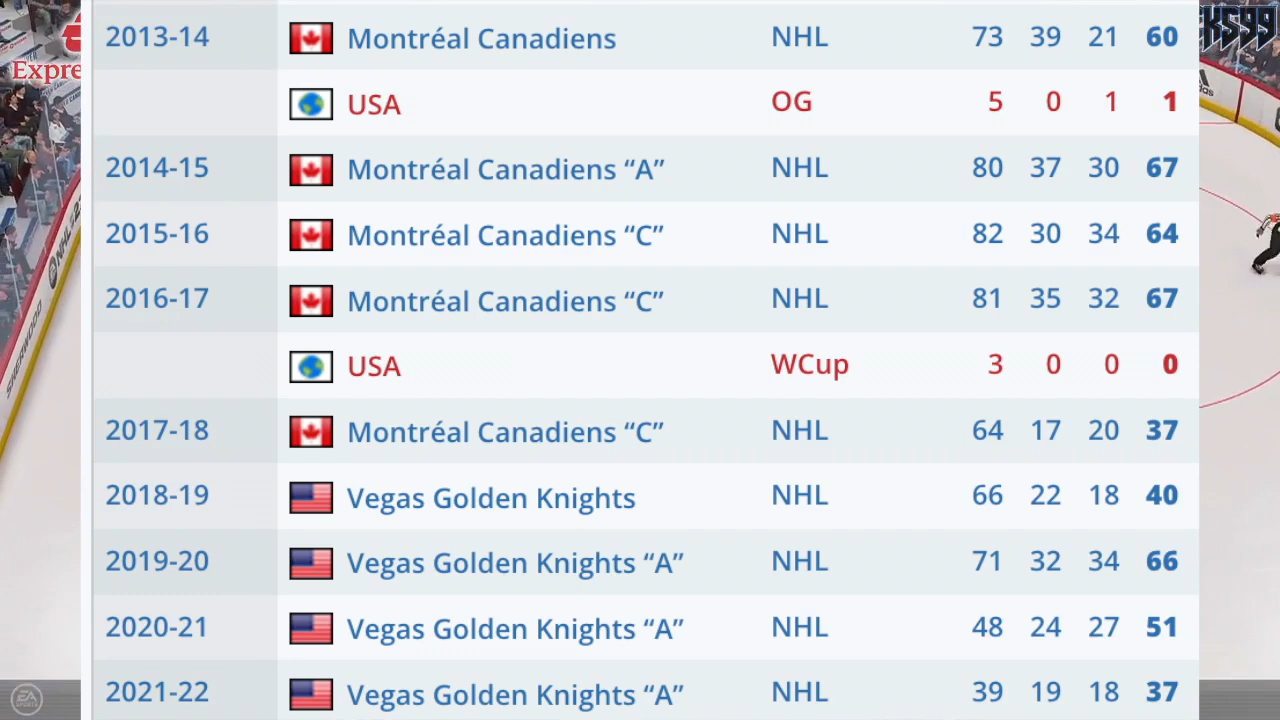 2013-14 Montréal Canadiens NHL 73 39 21 60
USA OG 5 0 1 1
2014-15 Montréal Canadiens “A” NHL 80 37 30 67
2015-16 Montréal Canadiens “C” NHL 82 30 34 64
2016-17 Montréal Canadiens “C” NHL 81 35 32 67
USA WCup 3 0 0 0
2017-18 Montréal Canadiens “C” NHL 64 17 20 37
2018-19 Vegas Golden Knights NHL 66 22 18 40
2019-20 Vegas Golden Knights “A” NHL 71 32 34 66
2020-21 Vegas Golden Knights “A” NHL 48 24 27 51
2021-22 Vegas Golden Knights “A” NHL 39 19 18 37
Expre
CKS99
SHERWOOD
EA
SPORTS